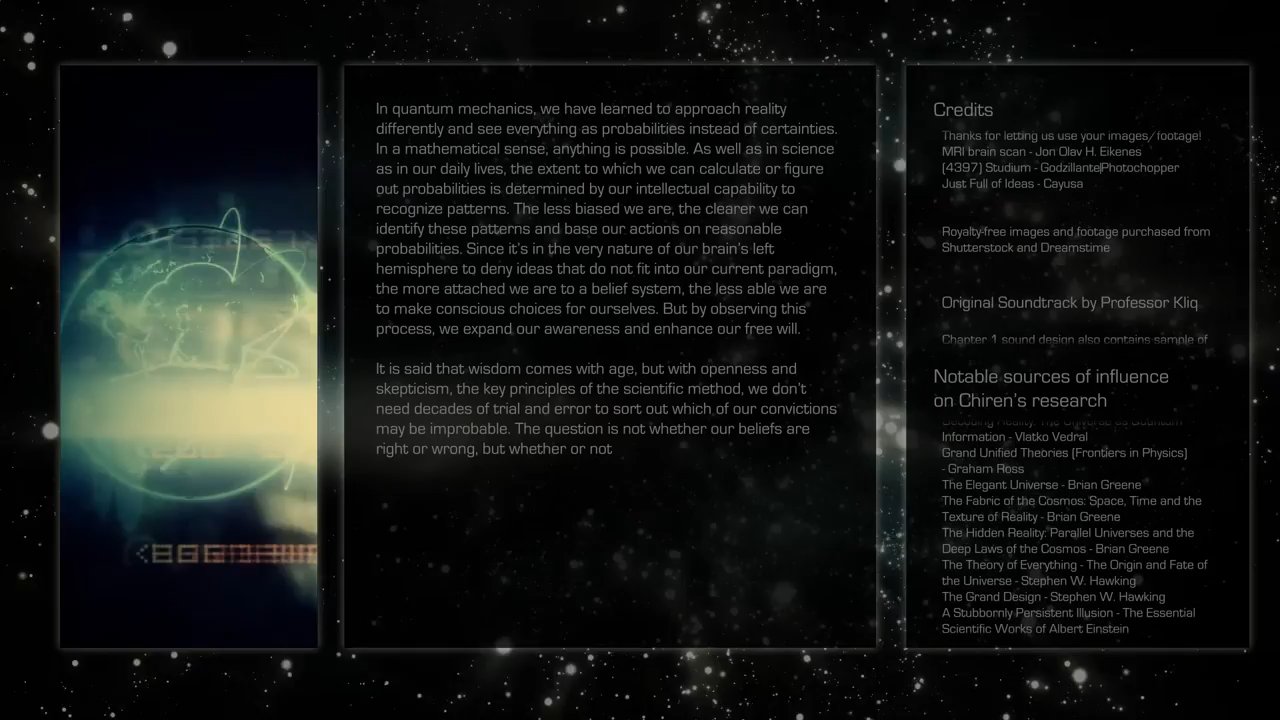 In quantum mechanics, we have learned to approach reality
differently and see everything as probabilities instead of certainties.
In a mathematical sense, anything is possible. As well as in science
as in our daily lives, the extent to which we can calculate or figure
out probabilities is determined by our intellectual capability to
recognize patterns. The less biased we are, the clearer we can
identify these patterns and base our actions on reasonable
probabilities. Since it's in the very nature of our brain's left
hemisphere to deny ideas that do not fit into our current paradigm,
the more attached we are to a belief system, the less able we are
to make conscious choices for ourselves. But by observing this
process, we expand our awareness and enhance our free will.
It is said that wisdom comes with age, but with openness and
skepticism, the key principles of the scientific method, we don't
need decades of trial and error to sort out which of our convictions
may be improbable. The question is not whether our beliefs are
right or wrong, but whether or not
Credits
Thanks for letting us use your images/footage!
MRI brain scan - Jon Olav H. Eikenes
[4397] Studium - Godzillante|Photochopper
Just Full of Ideas - Cayusa
Royalty-free images and footage purchased from
Shutterstock and Dreamstime
Original Soundtrack by Professor Kliq
Chapter 1 sound design also contains sample of
Notable sources of influence
on Chiren's research
Decoding Reality: The Universe as Quantum
Information - Vlatko Vedral
Grand Unified Theories [Frontiers in Physics]
- Graham Ross
The Elegant Universe - Brian Greene
The Fabric of the Cosmos: Space, Time and the
Texture of Reality - Brian Greene
The Hidden Reality: Parallel Universes and the
Deep Laws of the Cosmos - Brian Greene
The Theory of Everything - The Origin and Fate of
the Universe - Stephen W. Hawking
The Grand Design - Stephen W. Hawking
A Stubbornly Persistent Illusion - The Essential
Scientific Works of Albert Einstein